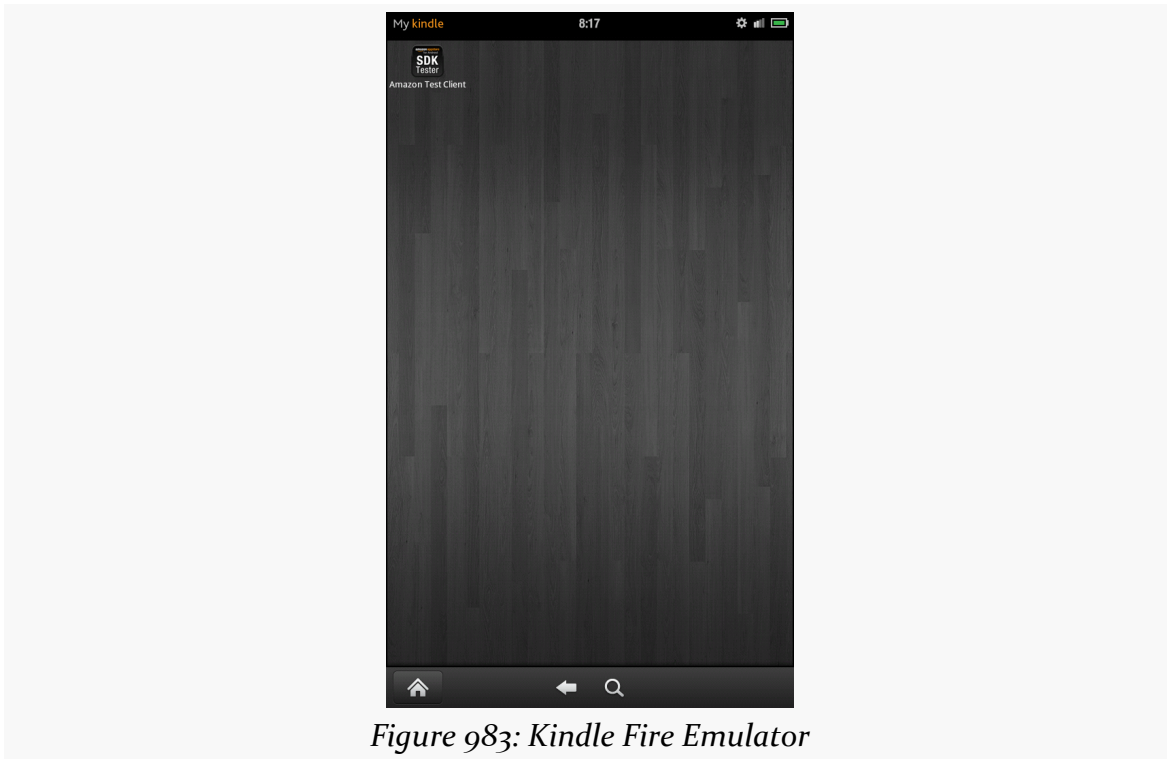 My kindle 8:17
SDK
Tester
Amazon Test Client
Figure 983: Kindle Fire Emulator